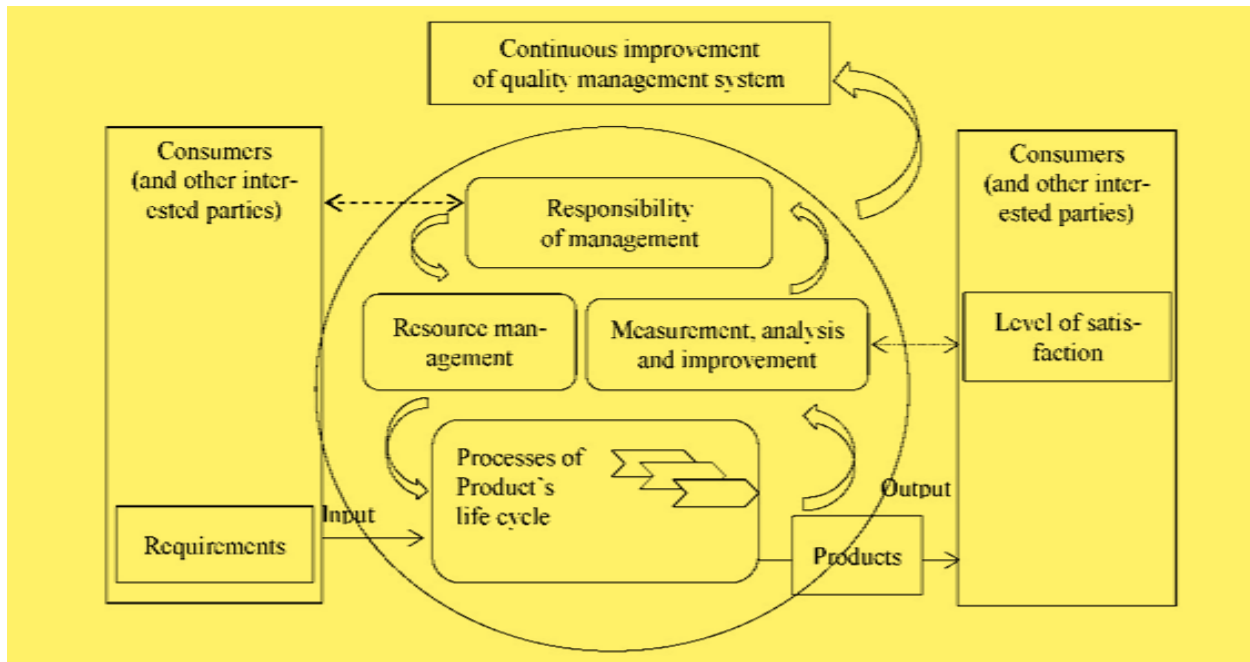 Continuous improvement
of quality management system
Consumers
(and other inter-
ested parties)
Consumers
(and other inter-
ested parties)
Responsibility
of management
Resource man-
agement
Measurement, analysis
and improvement
Level of satis-
faction
Processes of
Product`s
life cycle
Input
Output
Requirements
Products